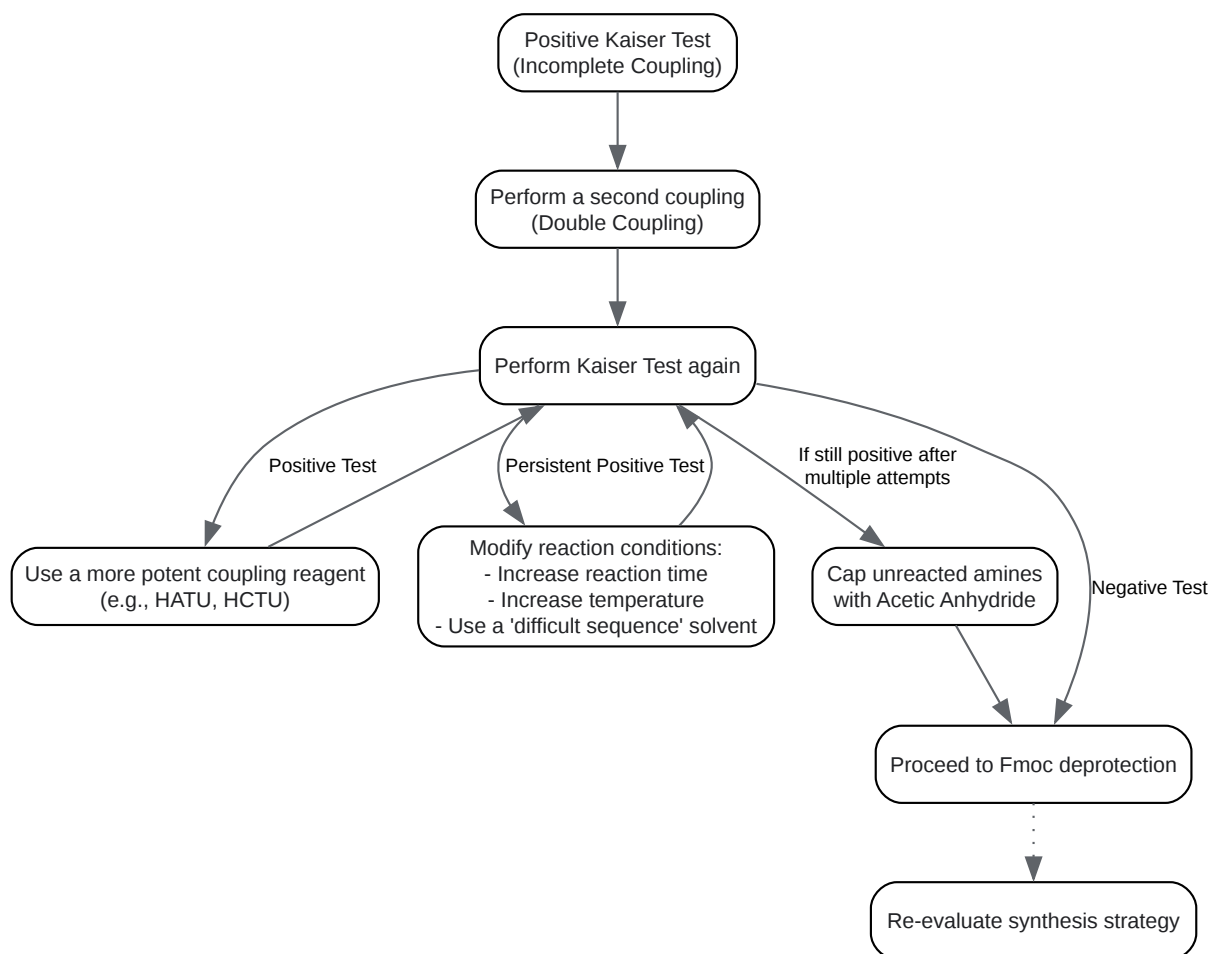 Positive Kaiser Test
(Incomplete Coupling)
Perform a second coupling
(Double Coupling)
Perform Kaiser Test again
Positive Test
Persistent Positive Test
If still positive after
multiple attempts
Negative Test
Use a more potent coupling reagent
(e.g., HATU, HCTU)
Modify reaction conditions:
- Increase reaction time
- Increase temperature
- Use a 'difficult sequence' solvent
Cap unreacted amines
with Acetic Anhydride
Proceed to Fmoc deprotection
Re-evaluate synthesis strategy